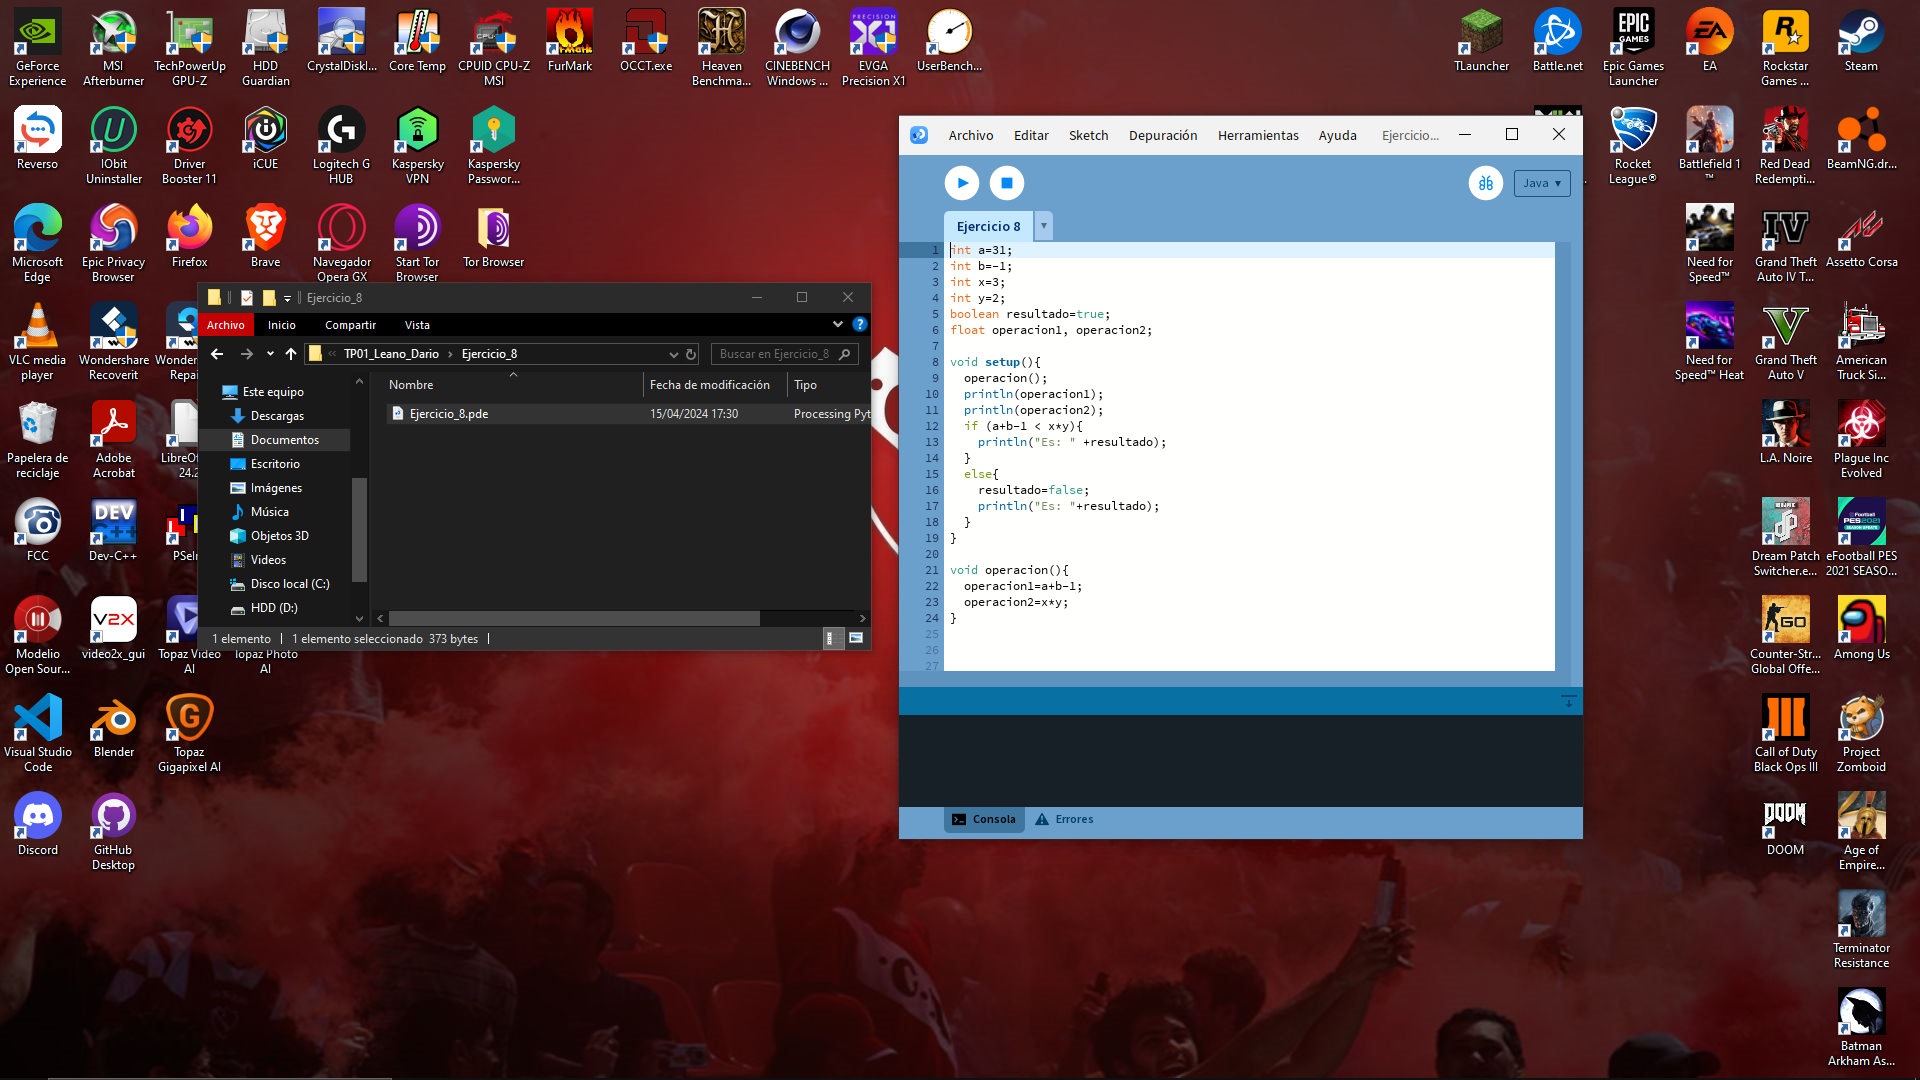 GeForce Experience
MSI Afterburner
TechPowerUp GPU-Z
HDD Guardian
CrystalDiskI...
Core Temp
CPUID CPU-Z MSI
FurMark
OCCT.exe
Heaven Benchma...
CINEBENCH Windows ...
EVGA Precision X1
UserBench...
TLauncher
Battle.net
Epic Games Launcher
EA
Rockstar Games ...
Steam
Reverso
IObit Uninstaller
Driver Booster 11
iCUE
Logitech G HUB
Kaspersky VPN
Kaspersky Passwor...
Rocket League®
Battlefield 1 ™
Red Dead Redempti...
BeamNG.dr...
Microsoft Edge
Epic Privacy Browser
Firefox
Brave
Navegador Opera GX
Start Tor Browser
Tor Browser
Need for Speed™
Grand Theft Auto IV T...
Assetto Corsa
VLC media player
Wondershare Recoverit
Need for Speed™ Heat
Grand Theft Auto V
American Truck Si...
Papelera de reciclaje
Adobe Acrobat
L.A. Noire
Plague Inc Evolved
FCC
Dev-C++
Dream Patch Switcher.e...
eFootball PES 2021 SEASO...
Modelio Open Sour...
video2x_gui
Topaz Video AI
Topaz Photo AI
Counter-Str... Global Offe...
Among Us
Visual Studio Code
Blender
Topaz Gigapixel AI
Call of Duty Black Ops III
Project Zomboid
Discord
GitHub Desktop
DOOM
Age of Empire...
Terminator Resistance
Batman Arkham As...
Ejercicio_8
Archivo Inicio Compartir Vista
TP01_Leano_Dario › Ejercicio_8
Buscar en Ejercicio_8
Nombre Fecha de modificación Tipo
Ejercicio_8.pde 15/04/2024 17:30 Processing Pyt
Este equipo
Descargas
Documentos
Escritorio
Imágenes
Música
Objetos 3D
Videos
Disco local (C:)
HDD (D:)
1 elemento 1 elemento seleccionado 373 bytes
Archivo Editar Sketch Depuración Herramientas Ayuda Ejercicio...
Java ▾
Ejercicio 8
1 int a=31;
2 int b=-1;
3 int x=3;
4 int y=2;
5 boolean resultado=true;
6 float operacion1, operacion2;
7
8 void setup(){
9 operacion();
10 println(operacion1);
11 println(operacion2);
12 if (a+b-1 < x*y){
13 println("Es: " +resultado);
14 }
15 else{
16 resultado=false;
17 println("Es: "+resultado);
18 }
19 }
20
21 void operacion(){
22 operacion1=a+b-1;
23 operacion2=x*y;
24 }
25
26
27
Consola Errores